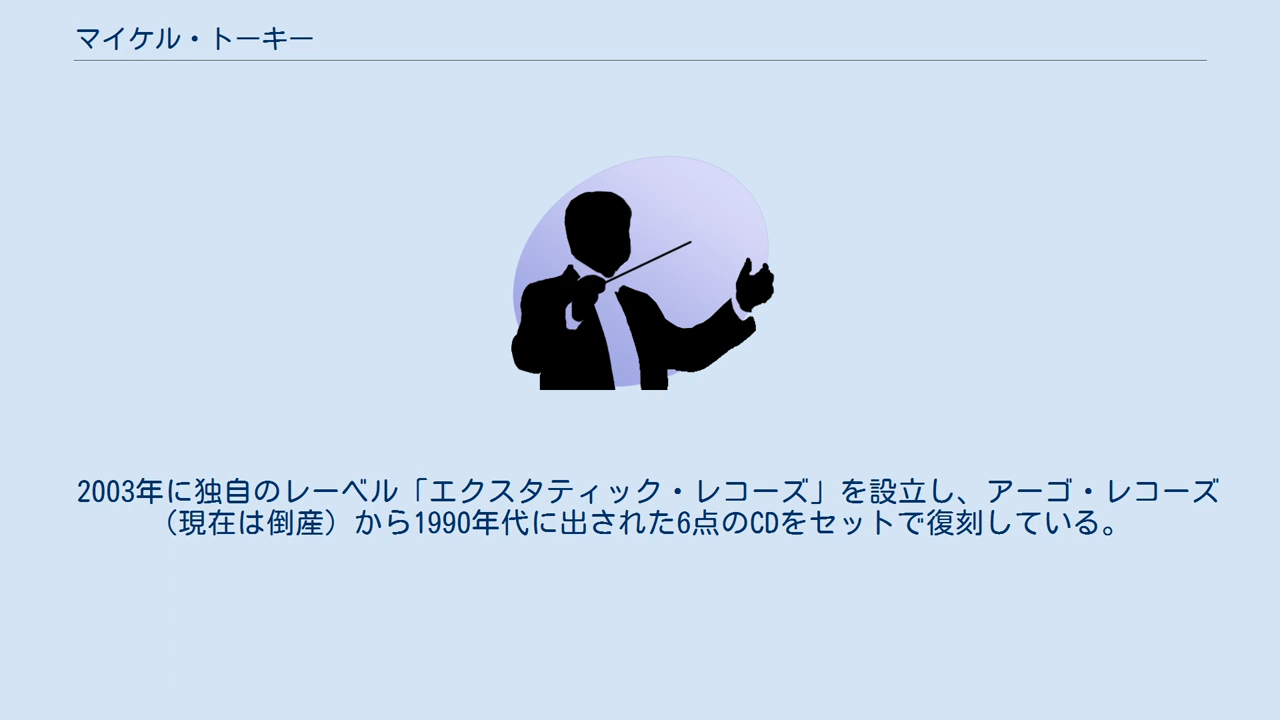 マイケル・トーキー
2003年に独自のレーベル「エクスタティック・レコーズ」を設立し、アーゴ・レコーズ
（現在は倒産）から1990年代に出された6点のCDをセットで復刻している。